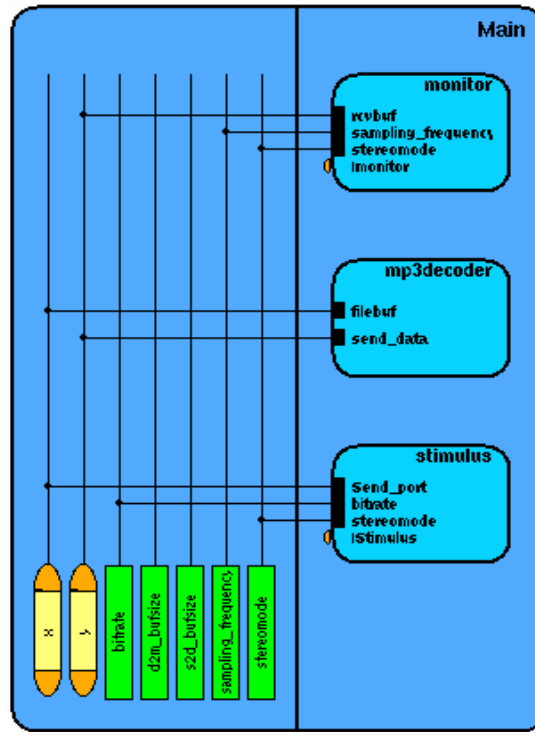 Main
monitor
rcvbuf
sampling_frequency
stereomode
Imonitor
mp3decoder
filebuf
send_data
stimulus
Send_port
bitrate
stereomode
IStimulus
x
y
bitrate
d2m_bufsize
s2d_bufsize
sampling_frequency
stereomode